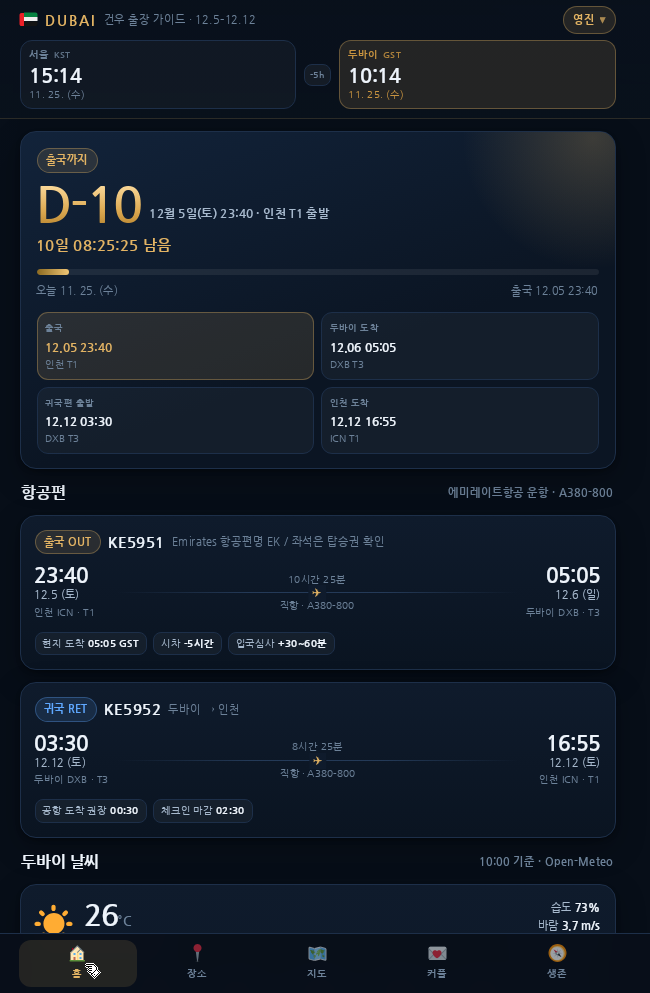 DUBAI 건우 출장 가이드 · 12.5–12.12
영진 ▾
서울 KST
15:14
11. 25. (수)
-5h
두바이 GST
10:14
11. 25. (수)
출국까지
D-10 12월 5일(토) 23:40 · 인천 T1 출발
10일 08:25:25 남음
오늘 11. 25. (수)
출국 12.05 23:40
출국
12.05 23:40
인천 T1
두바이 도착
12.06 05:05
DXB T3
귀국편 출발
12.12 03:30
DXB T3
인천 도착
12.12 16:55
ICN T1
항공편
에미레이트항공 운항 · A380-800
출국 OUT KE5951 Emirates 항공편명 EK / 좌석은 탑승권 확인
23:40
12.5 (토)
인천 ICN · T1
10시간 25분
직항 · A380-800
05:05
12.6 (일)
두바이 DXB · T3
현지 도착 05:05 GST
시차 -5시간
입국심사 +30~60분
귀국 RET KE5952 두바이 → 인천
03:30
12.12 (토)
두바이 DXB · T3
8시간 25분
직항 · A380-800
16:55
12.12 (토)
인천 ICN · T1
공항 도착 권장 00:30
체크인 마감 02:30
두바이 날씨
10:00 기준 · Open-Meteo
26°C
습도 73%
바람 3.7 m/s
홈
장소
지도
커플
생존